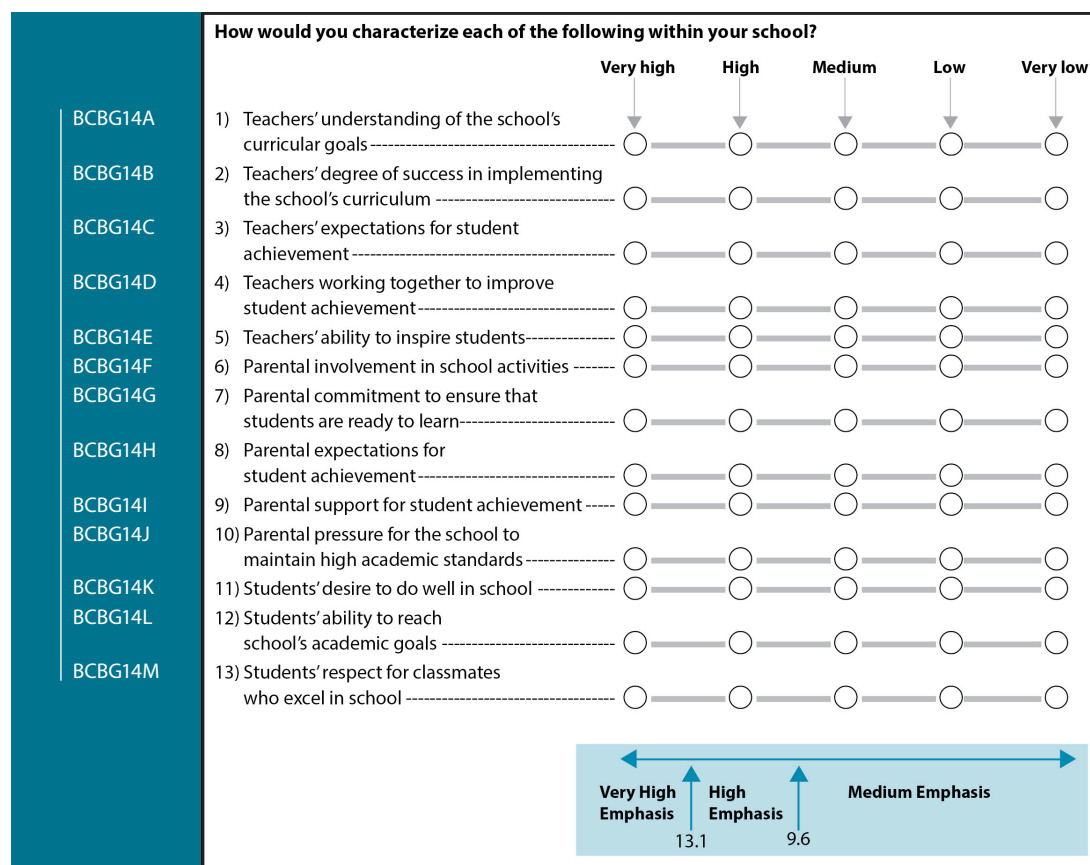 How would you characterize each of the following within your school?
Very high High Medium Low Very low
BCBG14A 1) Teachers’ understanding of the school’s
curricular goals
BCBG14B 2) Teachers’ degree of success in implementing
the school’s curriculum
BCBG14C 3) Teachers’ expectations for student
achievement
BCBG14D 4) Teachers working together to improve
student achievement
BCBG14E 5) Teachers’ ability to inspire students
BCBG14F 6) Parental involvement in school activities
BCBG14G 7) Parental commitment to ensure that
students are ready to learn
BCBG14H 8) Parental expectations for
student achievement
BCBG14I 9) Parental support for student achievement
BCBG14J 10) Parental pressure for the school to
maintain high academic standards
BCBG14K 11) Students’ desire to do well in school
BCBG14L 12) Students’ ability to reach
school’s academic goals
BCBG14M 13) Students’ respect for classmates
who excel in school
Very High High Medium Emphasis
Emphasis Emphasis
13.1 9.6